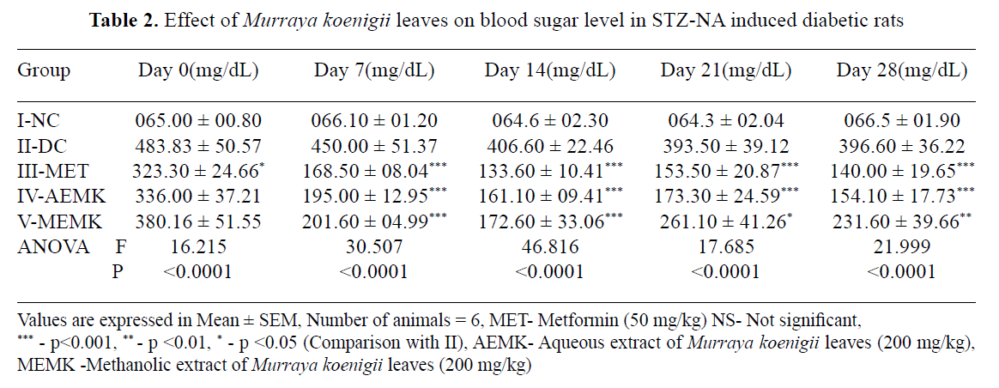 Table 2. Effect of Murraya koenigii leaves on blood sugar level in STZ-NA induced diabetic rats
Group Day 0(mg/dL) Day 7(mg/dL) Day 14(mg/dL) Day 21(mg/dL) Day 28(mg/dL)
I-NC 065.00 ± 00.80 066.10 ± 01.20 064.6 ± 02.30 064.3 ± 02.04 066.5 ± 01.90
II-DC 483.83 ± 50.57 450.00 ± 51.37 406.60 ± 22.46 393.50 ± 39.12 396.60 ± 36.22
III-MET 323.30 ± 24.66* 168.50 ± 08.04*** 133.60 ± 10.41*** 153.50 ± 20.87*** 140.00 ± 19.65***
IV-AEMK 336.00 ± 37.21 195.00 ± 12.95*** 161.10 ± 09.41*** 173.30 ± 24.59*** 154.10 ± 17.73***
V-MEMK 380.16 ± 51.55 201.60 ± 04.99*** 172.60 ± 33.06*** 261.10 ± 41.26* 231.60 ± 39.66**
ANOVA F 16.215 30.507 46.816 17.685 21.999
P <0.0001 <0.0001 <0.0001 <0.0001 <0.0001
Values are expressed in Mean ± SEM, Number of animals = 6, MET- Metformin (50 mg/kg) NS- Not significant,
*** - p<0.001, ** - p <0.01, * - p <0.05 (Comparison with II), AEMK- Aqueous extract of Murraya koenigii leaves (200 mg/kg),
MEMK -Methanolic extract of Murraya koenigii leaves (200 mg/kg)